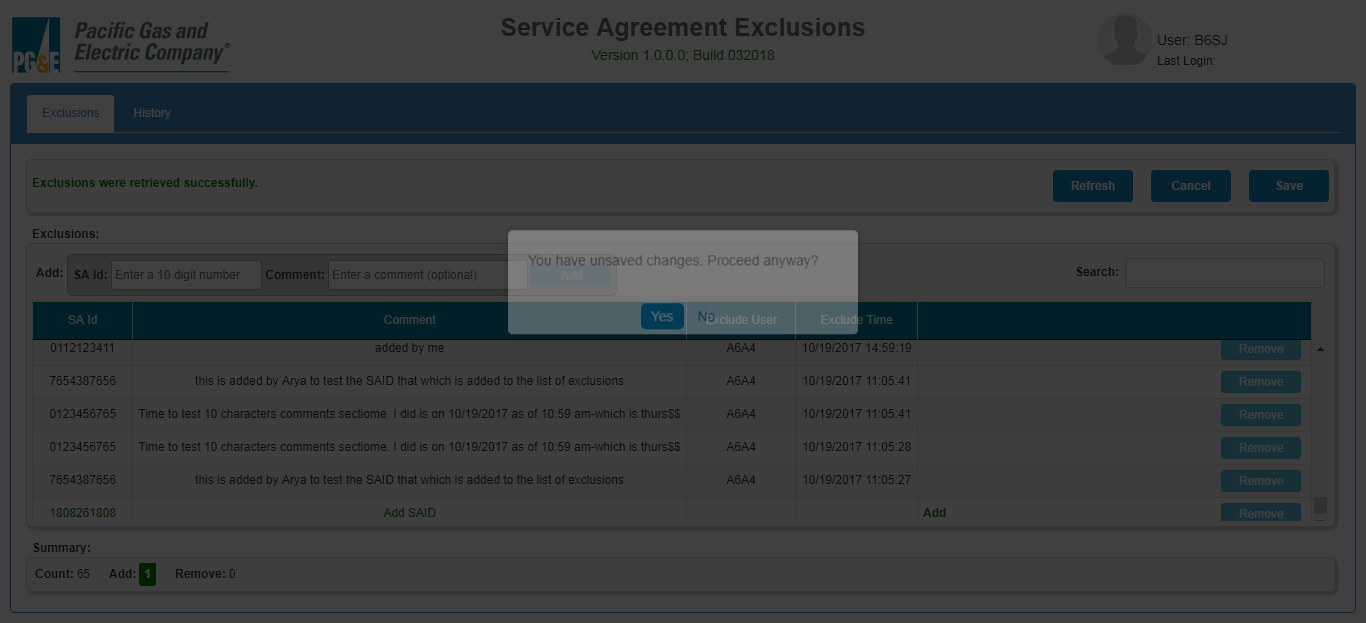 Pacific Gas and
Electric Company®
PG&E
Service Agreement Exclusions
Version 1.0.0.0; Build 032018
User: B6SJ
Last Login:
Exclusions History
Exclusions were retrieved successfully.
Refresh Cancel Save
Exclusions:
Add: SA Id: Enter a 10 digit number Comment: Enter a comment (optional) Add
Search:
You have unsaved changes. Proceed anyway?
Yes No
SA Id Comment Exclude User Exclude Time
0112123411 added by me A6A4 10/19/2017 14:59:19 Remove
7654387656 this is added by Arya to test the SAID that which is added to the list of exclusions A6A4 10/19/2017 11:05:41 Remove
0123456765 Time to test 10 characters comments sectiome. I did is on 10/19/2017 as of 10:59 am-which is thurs$$ A6A4 10/19/2017 11:05:41 Remove
0123456765 Time to test 10 characters comments sectiome. I did is on 10/19/2017 as of 10:59 am-which is thurs$$ A6A4 10/19/2017 11:05:28 Remove
7654387656 this is added by Arya to test the SAID that which is added to the list of exclusions A6A4 10/19/2017 11:05:27 Remove
1808261808 Add SAID Add Remove
Summary:
Count: 65 Add: 1 Remove: 0